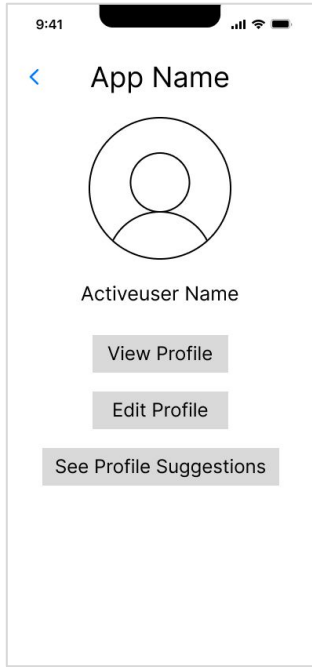 9:41
App Name
Activeuser Name
View Profile
Edit Profile
See Profile Suggestions